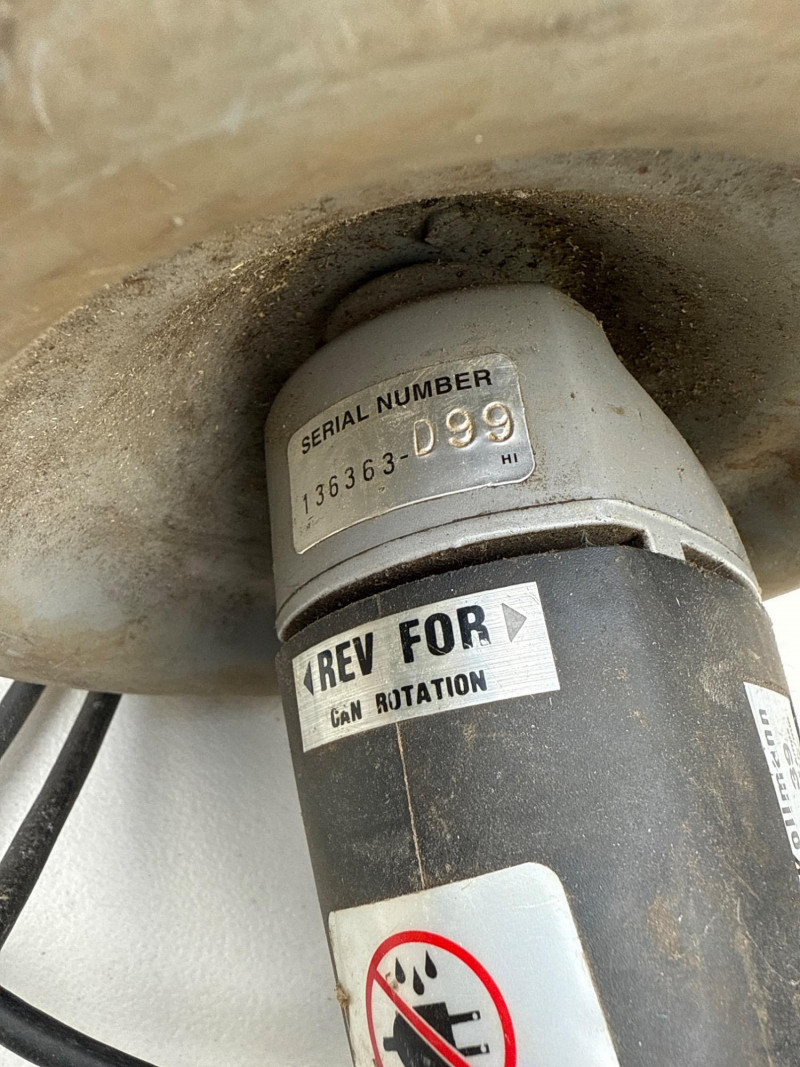 SERIAL NUMBER
136363-D99
HI
REV FOR
CAN ROTATION